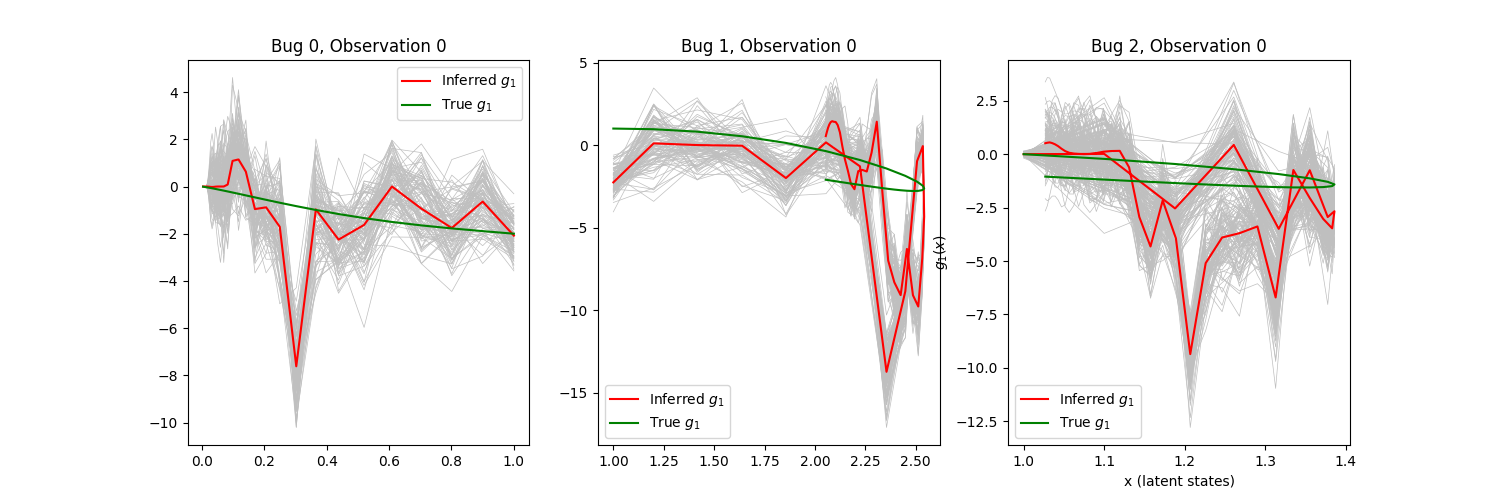 Bug 0, Observation 0
Inferred g₁
True g₁
4
2
0
−2
−4
−6
−8
−10
0.0 0.2 0.4 0.6 0.8 1.0
Bug 1, Observation 0
5
0
−5
−10
−15
Inferred g₁
True g₁
1.00 1.25 1.50 1.75 2.00 2.25 2.50
Bug 2, Observation 0
g₁(x)
2.5
0.0
−2.5
−5.0
−7.5
−10.0
−12.5
Inferred g₁
True g₁
1.0 1.1 1.2 1.3 1.4
x (latent states)